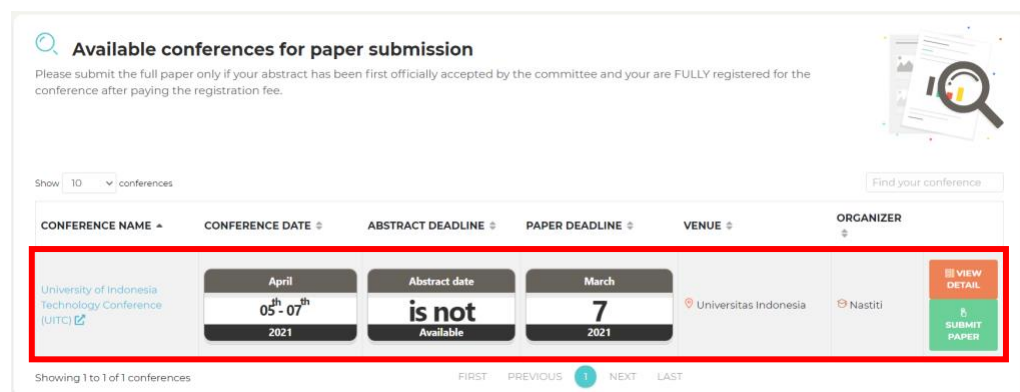 Available conferences for paper submission
Please submit the full paper only if your abstract has been first officially accepted by the committee and your are FULLY registered for the
conference after paying the registration fee.
Show 10 conferences
Find your conference...
CONFERENCE NAME
CONFERENCE DATE
ABSTRACT DEADLINE
PAPER DEADLINE
VENUE
ORGANIZER
University of Indonesia
Technology Conference
(UITC)
April
05th - 07th
2021
Abstract date
is not
Available
March
7
2021
Universitas Indonesia
Nastiti
VIEW
DETAIL
SUBMIT
PAPER
Showing 1 to 1 of 1 conferences
FIRST PREVIOUS 1 NEXT LAST